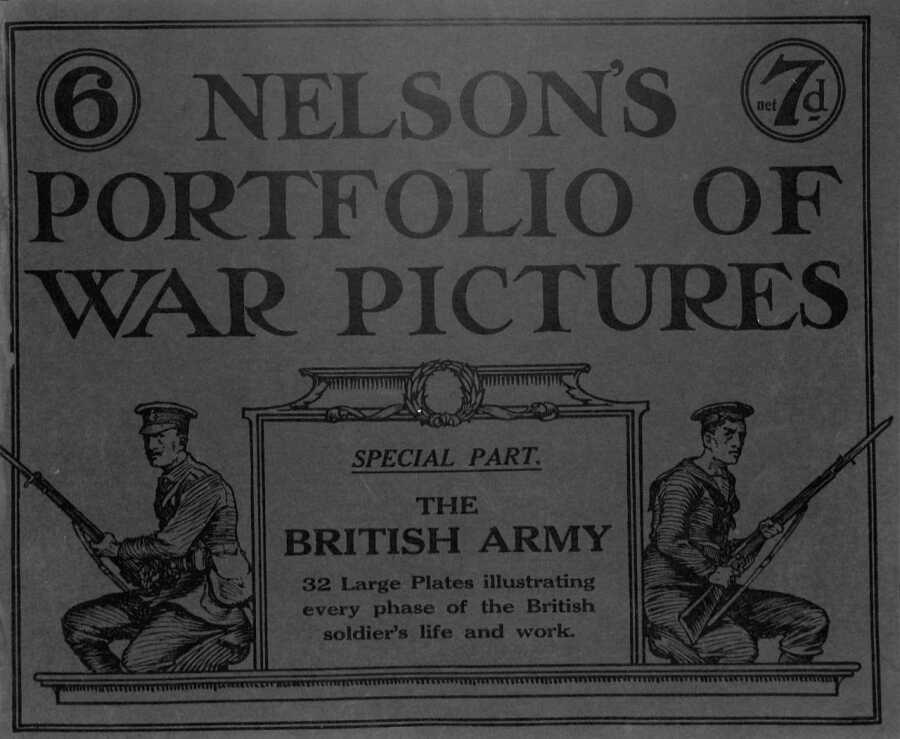 6
NELSON'S
net 7d
PORTFOLIO OF
WAR PICTURES
SPECIAL PART.
THE
BRITISH ARMY
32 Large Plates illustrating
every phase of the British
soldier's life and work.